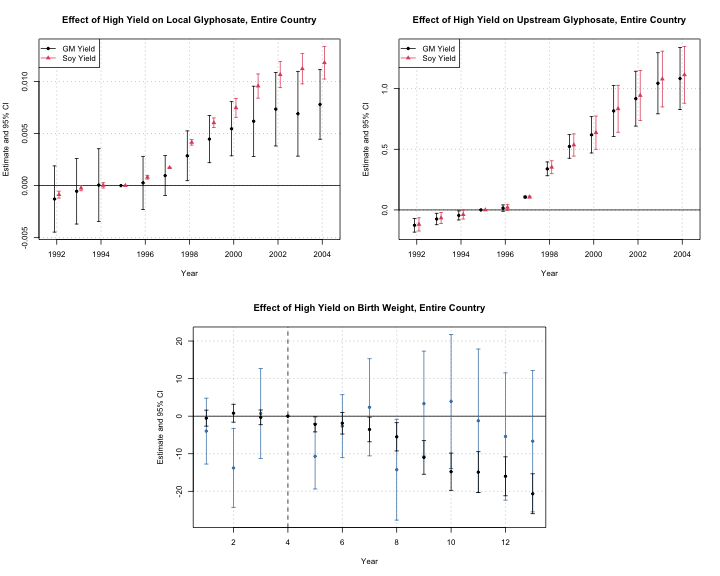 Effect of High Yield on Local Glyphosate, Entire Country
GM Yield
Soy Yield
Estimate and 95% CI
0.010
0.005
0.000
-0.005
1992 1994 1996 1998 2000 2002 2004
Year
Effect of High Yield on Upstream Glyphosate, Entire Country
GM Yield
Soy Yield
Estimate and 95% CI
1.0
0.5
0.0
1992 1994 1996 1998 2000 2002 2004
Year
Effect of High Yield on Birth Weight, Entire Country
Estimate and 95% CI
20
10
0
-10
-20
2 4 6 8 10 12
Year